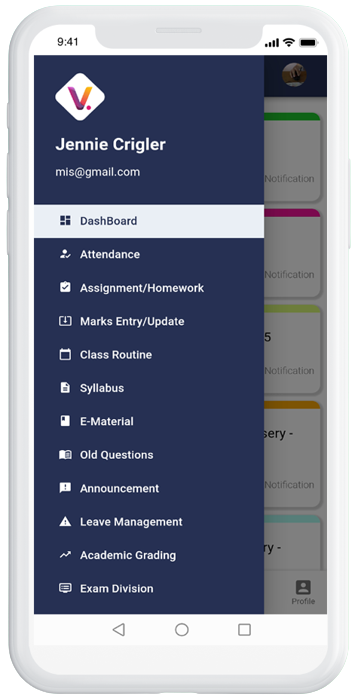 9:41
V.
Jennie Crigler
mis@gmail.com
DashBoard
Attendance
Assignment/Homework
Marks Entry/Update
Class Routine
Syllabus
E-Material
Old Questions
Announcement
Leave Management
Academic Grading
Exam Division
Notification
Notification
5
Notification
sery -
Notification
ry -
Profile